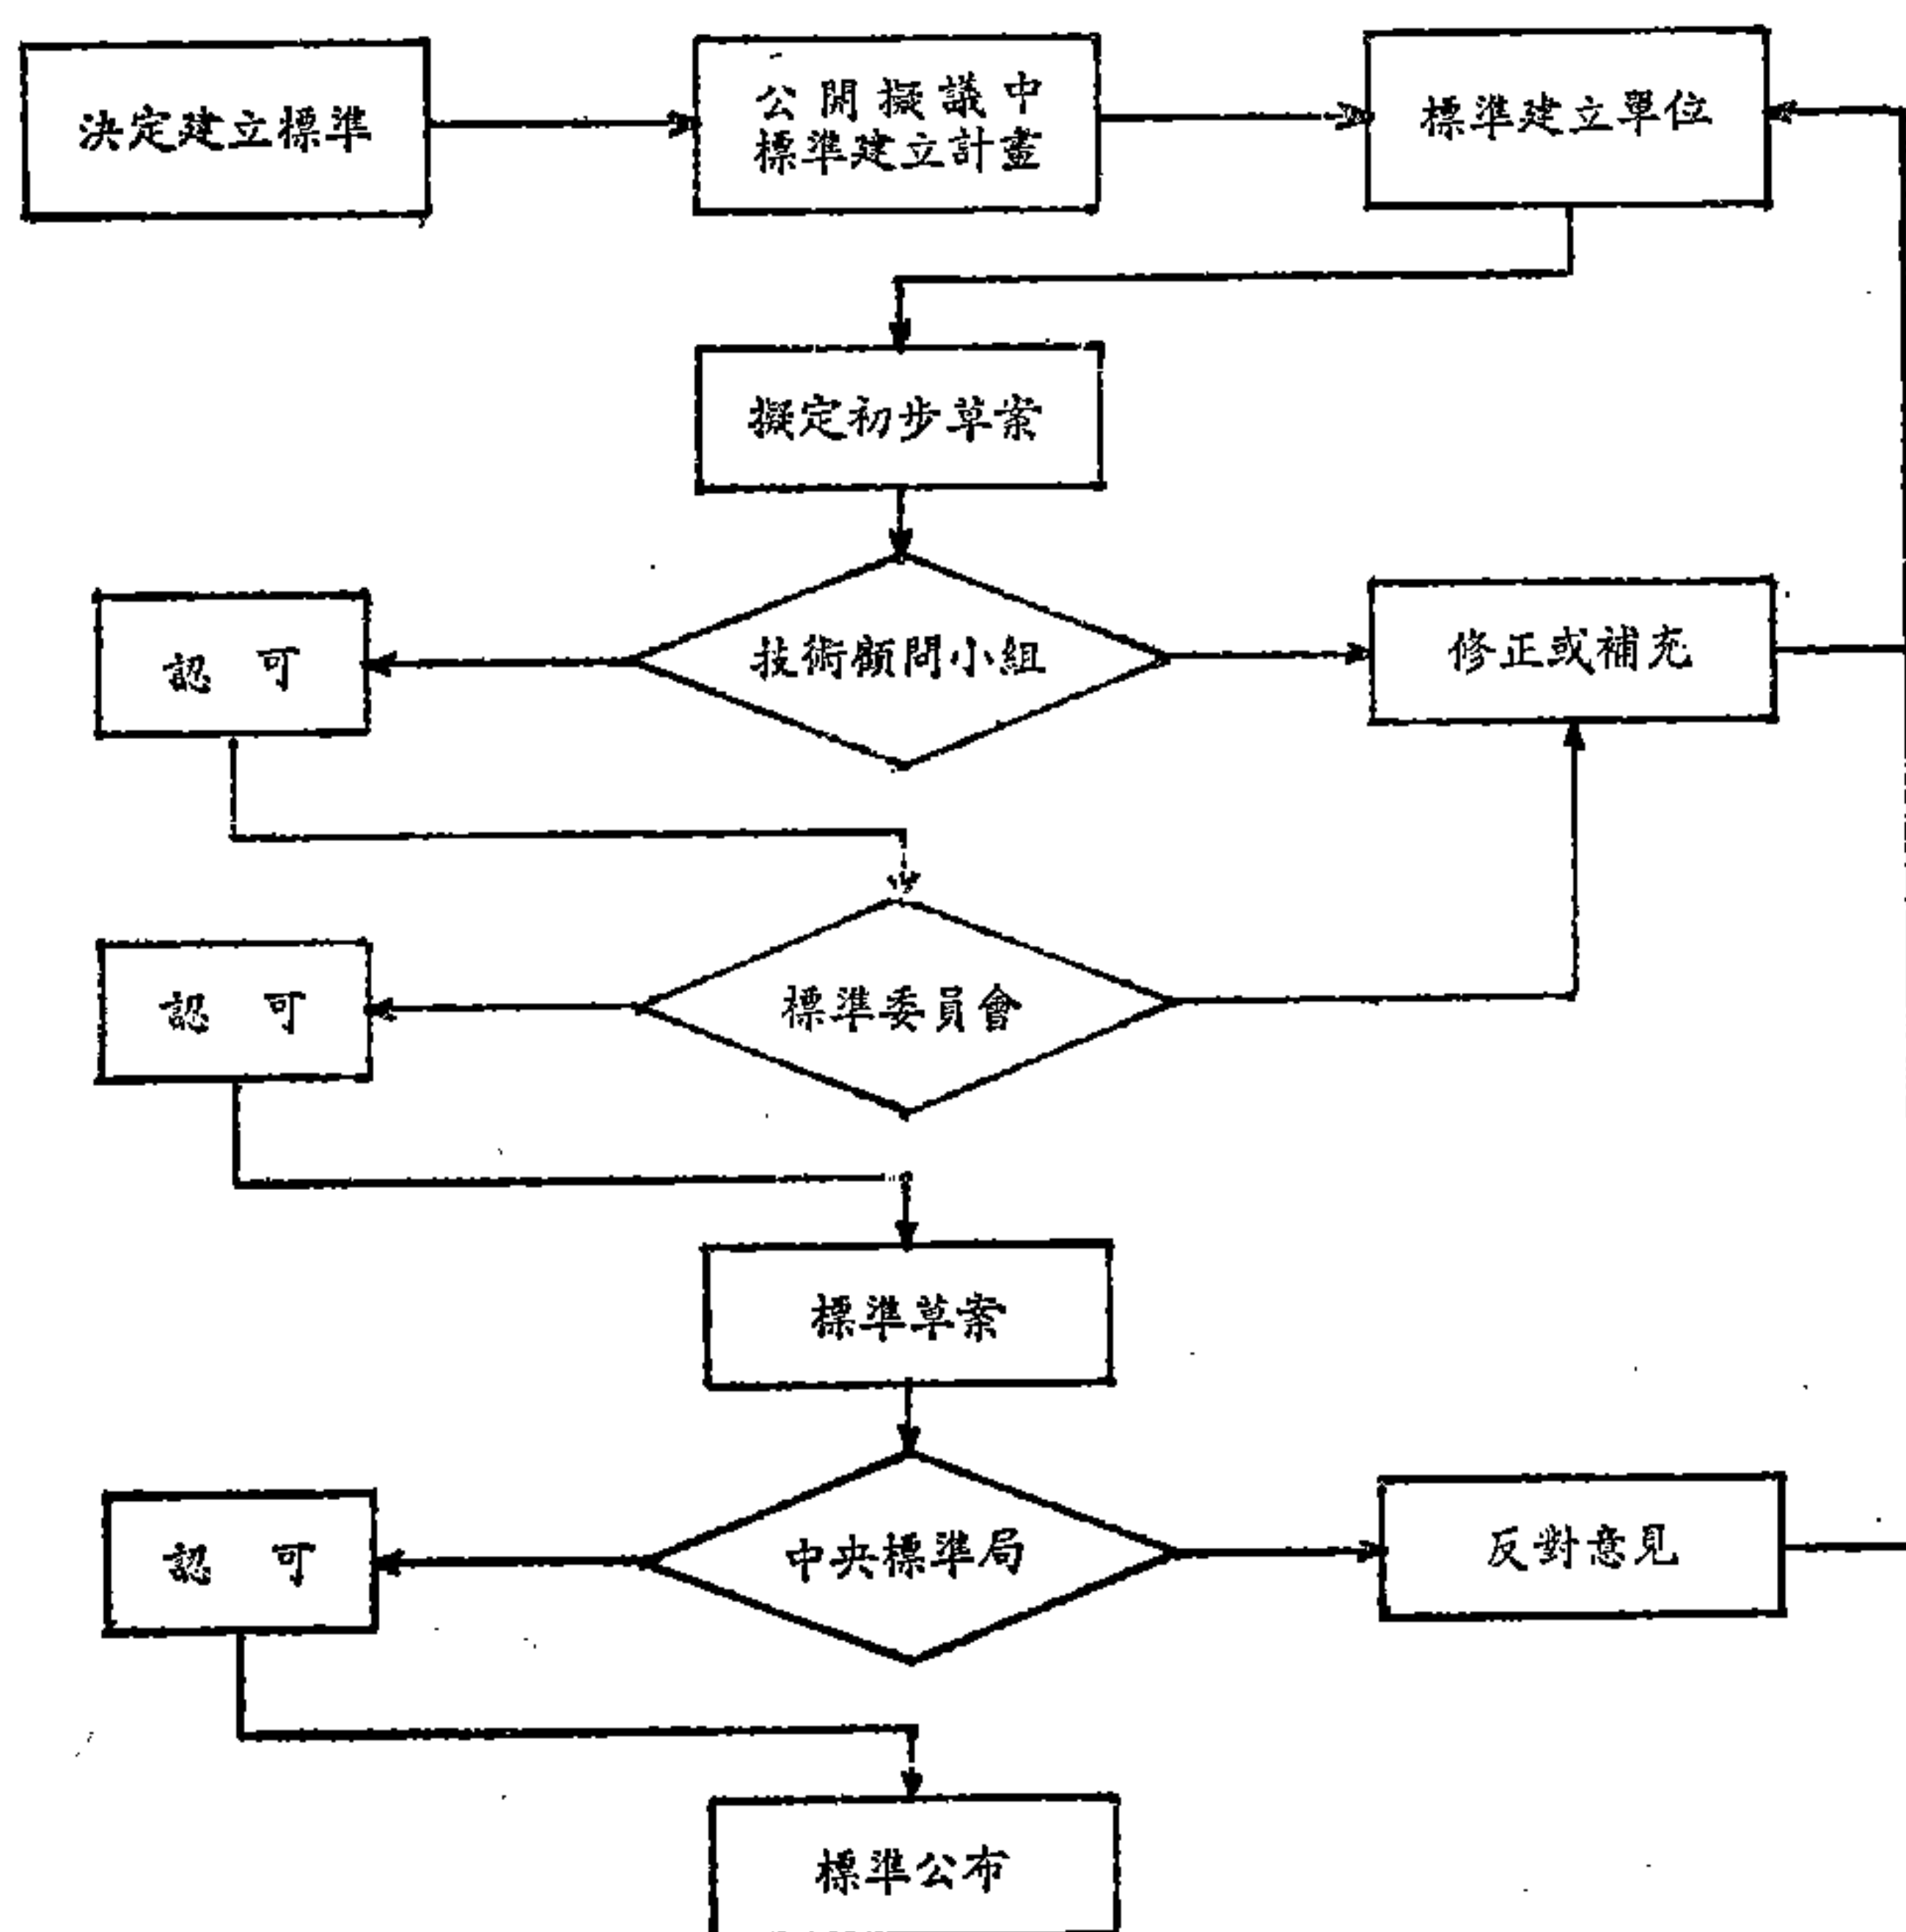 決定建立標準
公開擬議中
標準建立計畫
標準建立單位
擬定初步草案
認可
技術顧問小組
修正或補充
認可
標準委員會
標準草案
認可
中央標準局
反對意見
標準公布